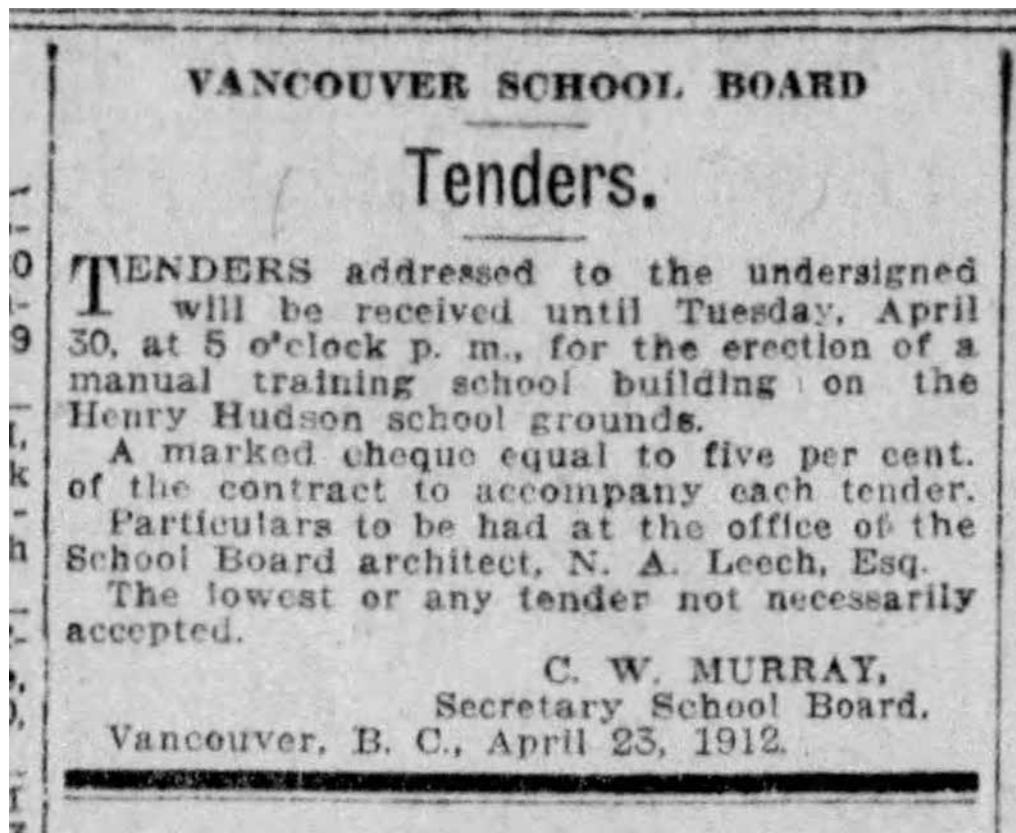 VANCOUVER SCHOOL BOARD
Tenders.
TENDERS addressed to the undersigned
will be received until Tuesday, April
30, at 5 o'clock p. m., for the erection of a
manual training school building on the
Henry Hudson school grounds.
A marked cheque equal to five per cent.
of the contract to accompany each tender.
Particulars to be had at the office of the
School Board architect, N. A. Leech, Esq.
The lowest or any tender not necessarily
accepted.
C. W. MURRAY,
Secretary School Board.
Vancouver, B. C., April 23, 1912.